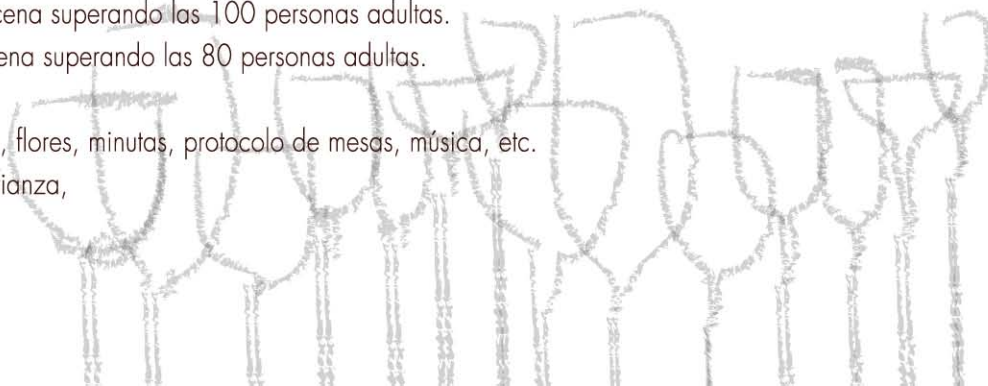 cena superando las 100 personas adultas.
ena superando las 80 personas adultas.
, flores, minutas, protocolo de mesas, música, etc.
ianza,